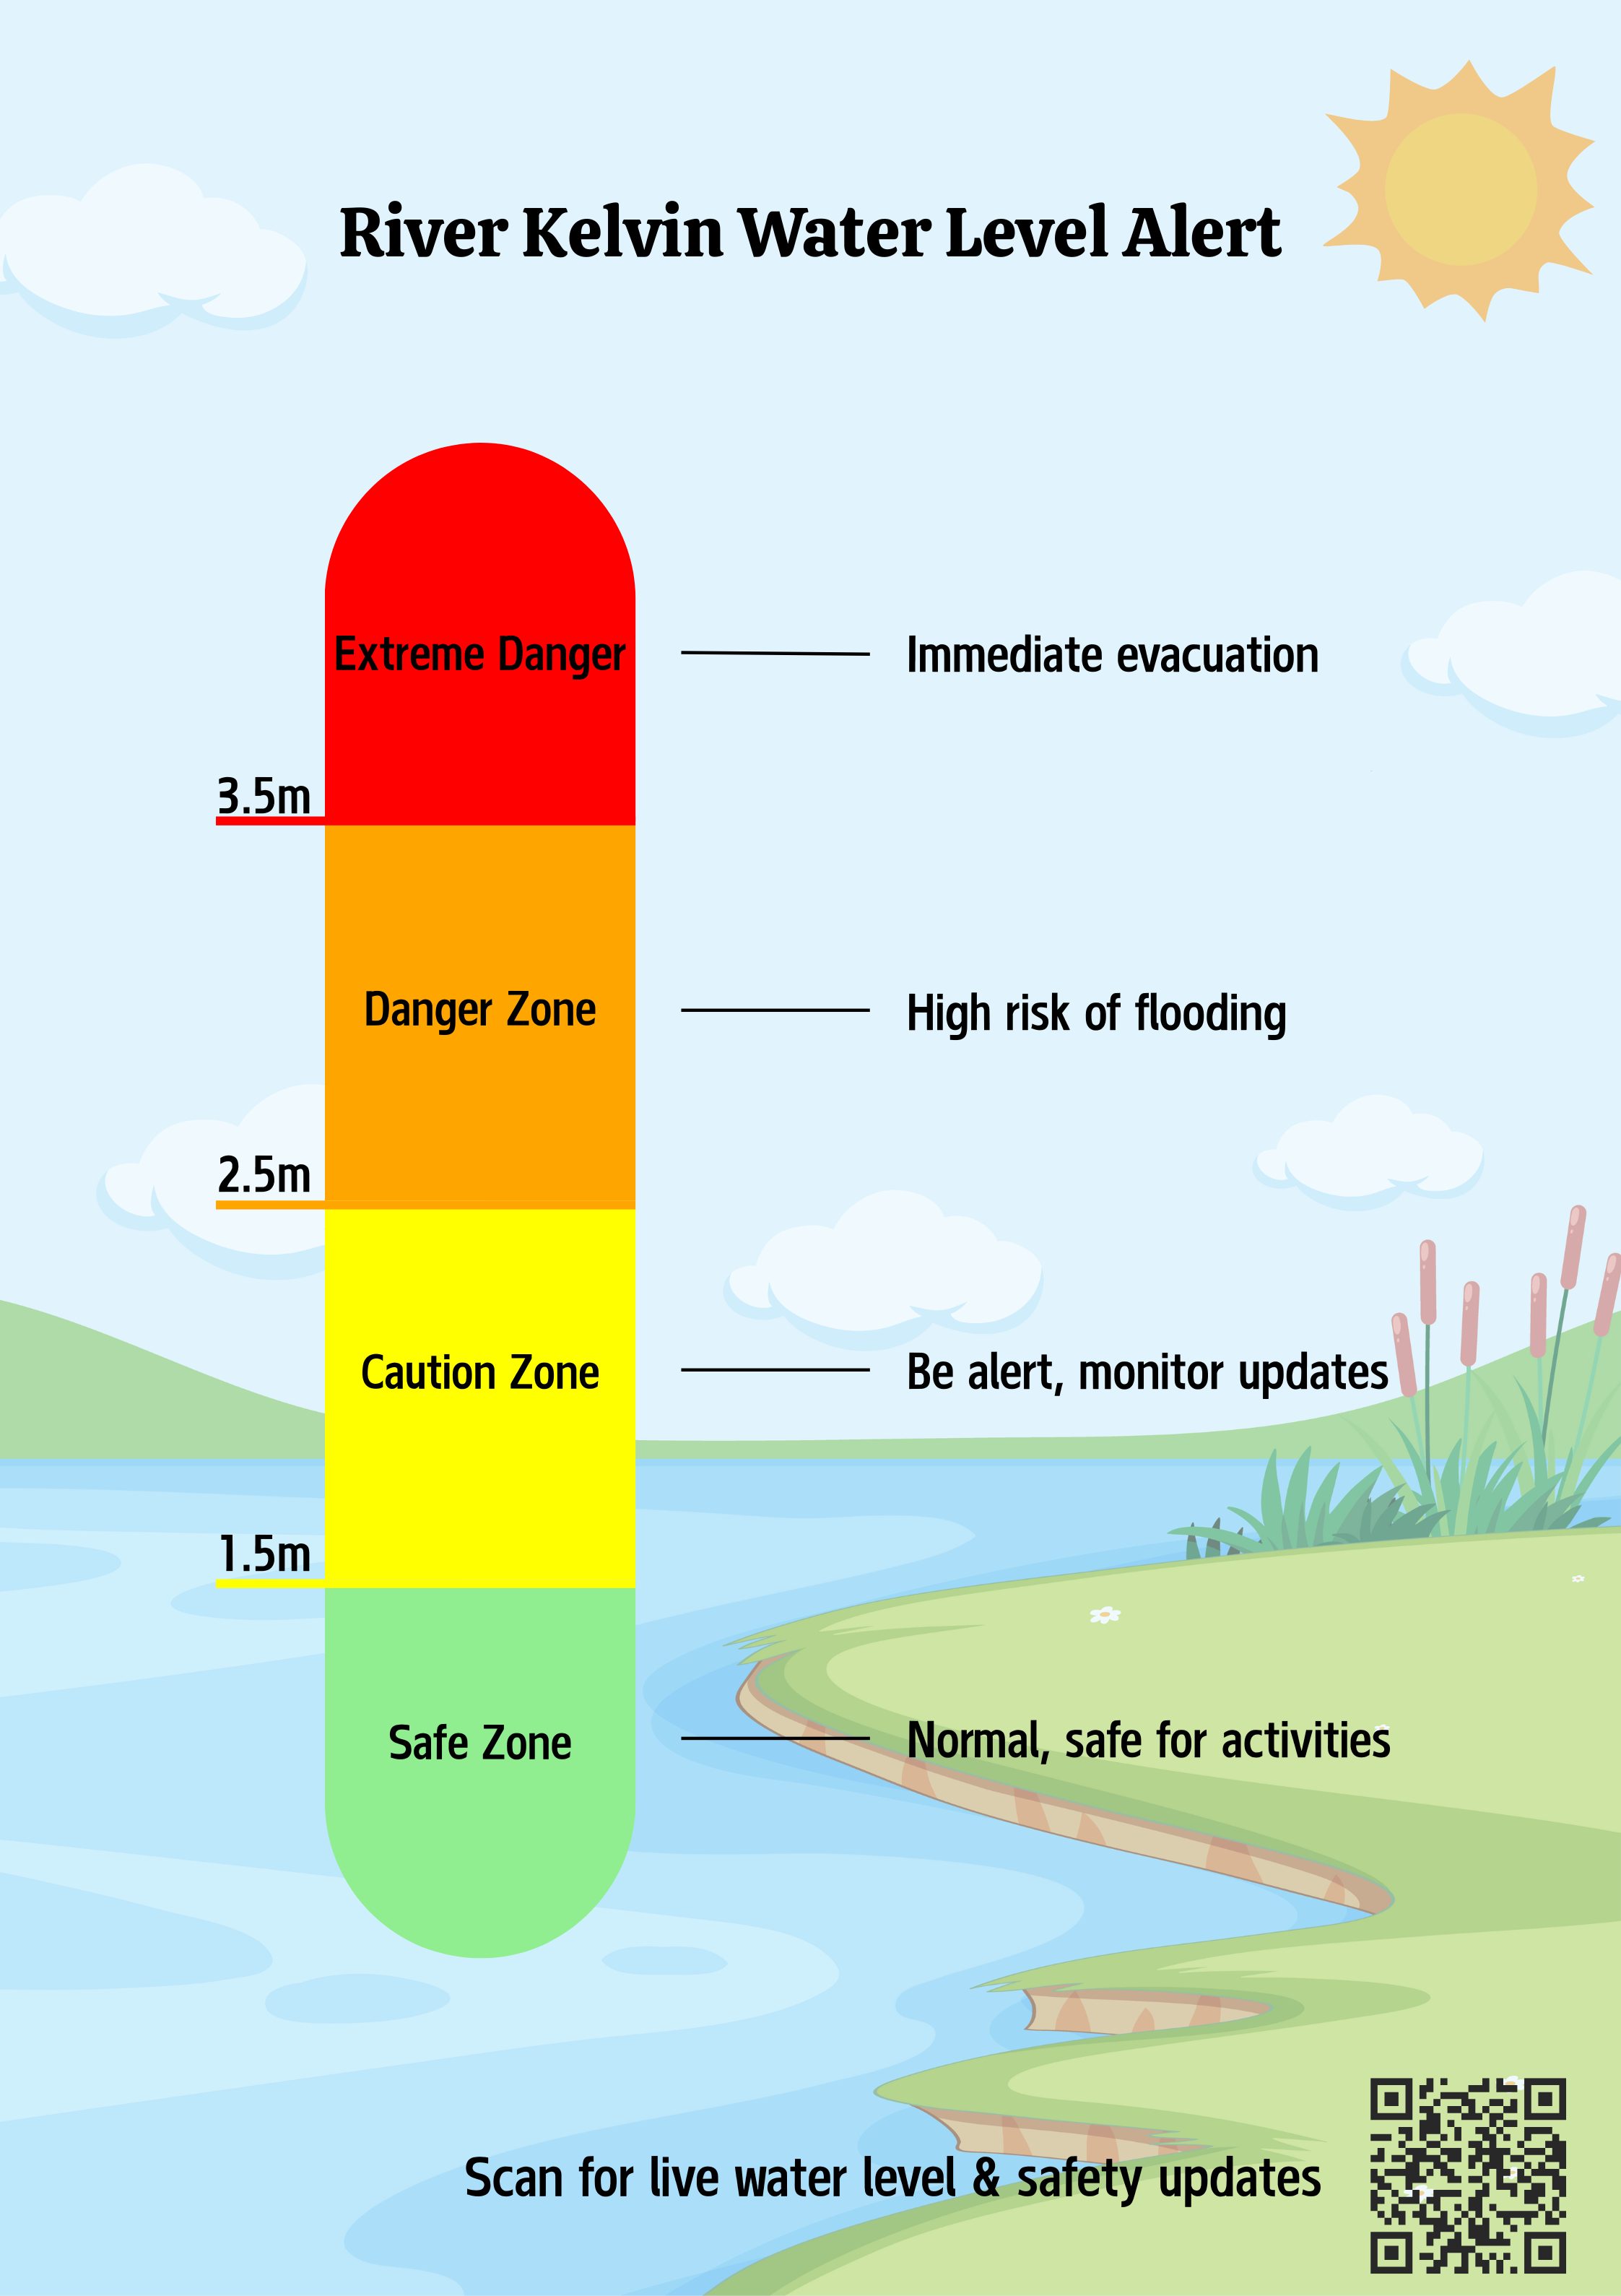 River Kelvin Water Level Alert
Extreme Danger
Immediate evacuation
3.5m
Danger Zone
High risk of flooding
2.5m
Caution Zone
Be alert, monitor updates
1.5m
Safe Zone
Normal, safe for activities
Scan for live water level & safety updates